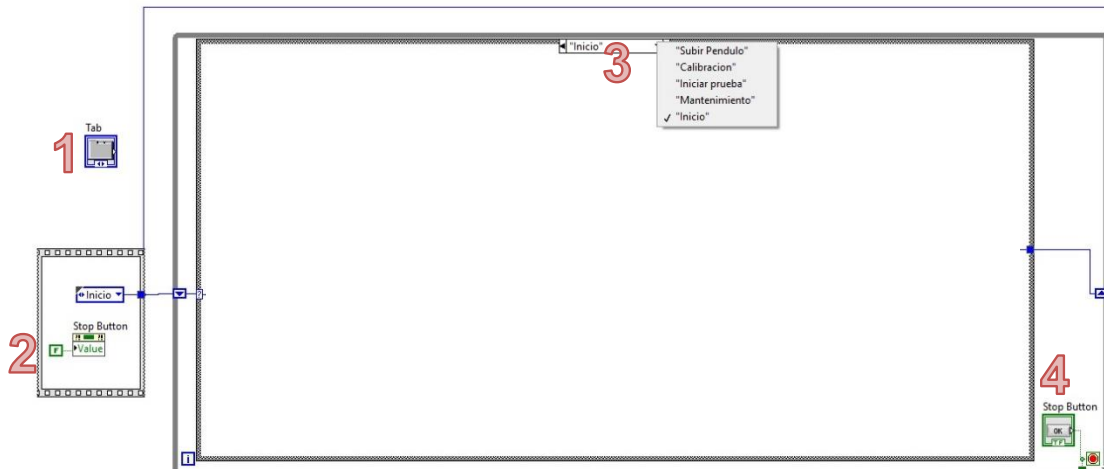 "Inicio"
3
"Subir Pendulo"
"Calibracion"
"Iniciar prueba"
"Mantenimiento"
✓ "Inicio"
Tab
1
Inicio
Stop Button
Value
F
2
?
i
4
Stop Button
OK
TF